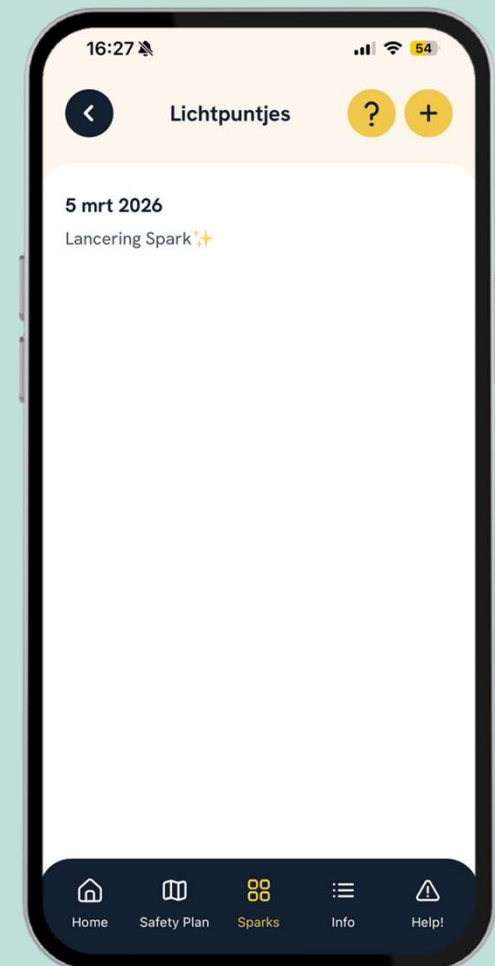 16:27
54
Lichtpuntjes
?
+
5 mrt 2026
Lancering Spark✨
Home
Safety Plan
Sparks
Info
Help!